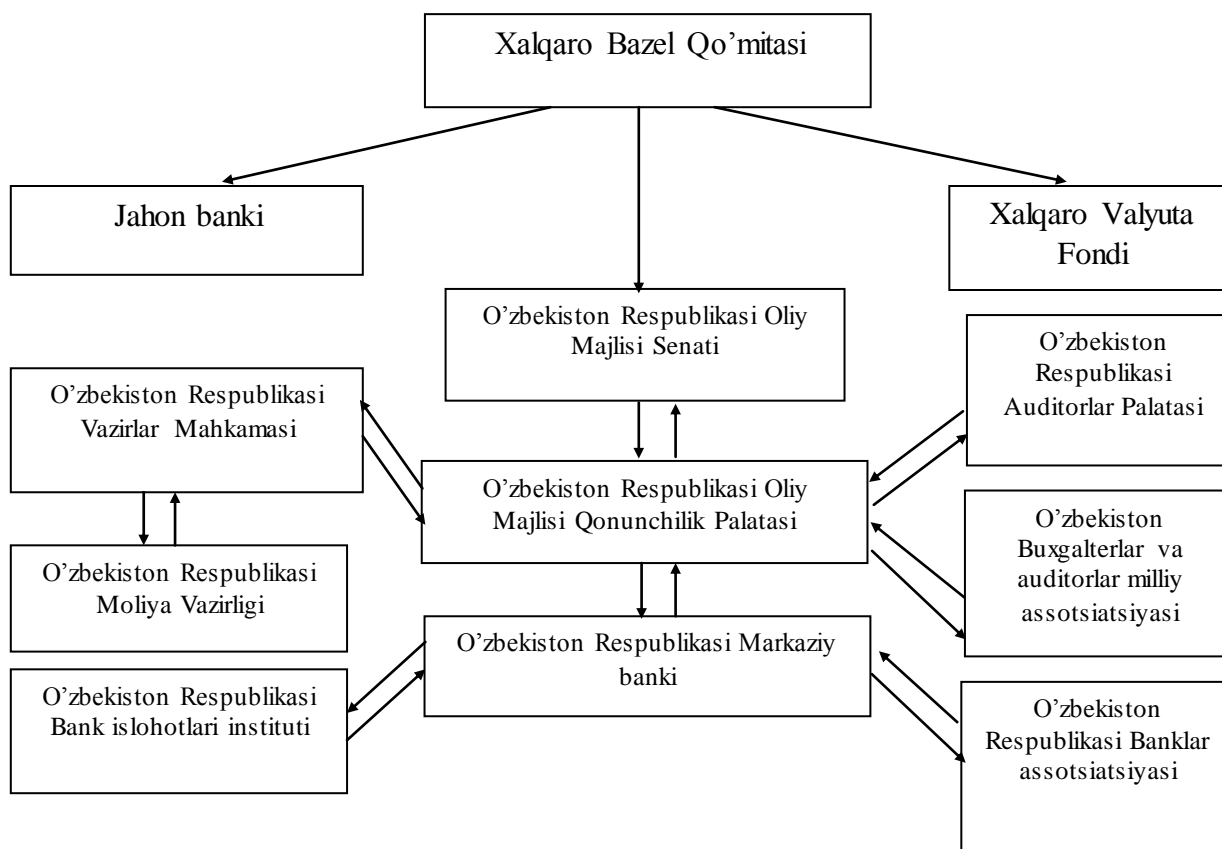 Xalqaro Bazel Qo’mitasi
Jahon banki
Xalqaro Valyuta
Fondi
O’zbekiston Respublikasi Oliy
Majlisi Senati
O’zbekiston
Respublikasi
Auditorlar Palatasi
O’zbekiston Respublikasi
Vazirlar Mahkamasi
O’zbekiston Respublikasi Oliy
Majlisi Qonunchilik Palatasi
O’zbekiston
Buxgalterlar va
auditorlar milliy
assotsiatsiyasi
O’zbekiston Respublikasi
Moliya Vazirligi
O’zbekiston Respublikasi Markaziy
banki
O’zbekiston Respublikasi
Bank islohotlari instituti
O’zbekiston
Respublikasi Banklar
assotsiatsiyasi